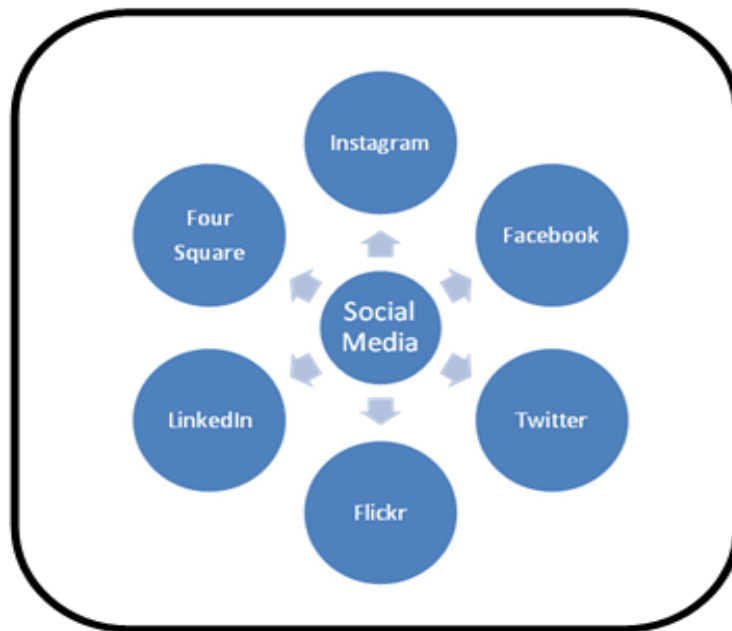 Instagram
Four
Square
Facebook
Social
Media
LinkedIn
Twitter
Flickr